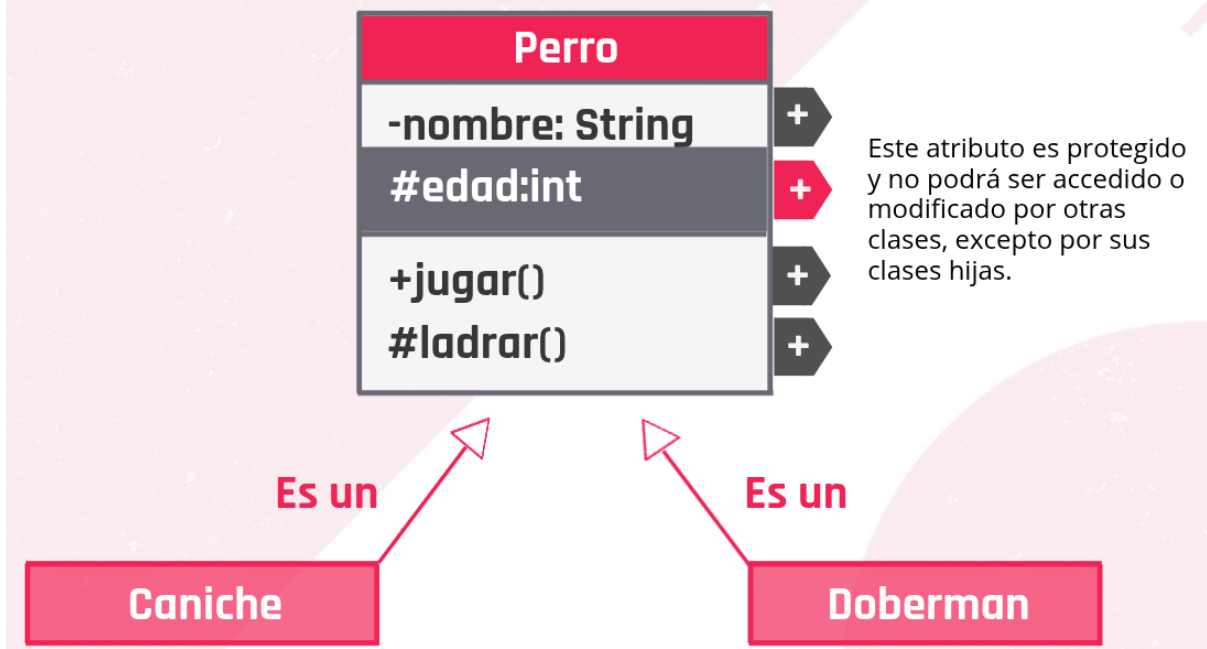 Perro
-nombre: String
+
#edad:int
+
Este atributo es protegido
y no podrá ser accedido o
modificado por otras
clases, excepto por sus
clases hijas.
+jugar()
+
#ladrar()
+
Es un
Es un
Caniche
Doberman